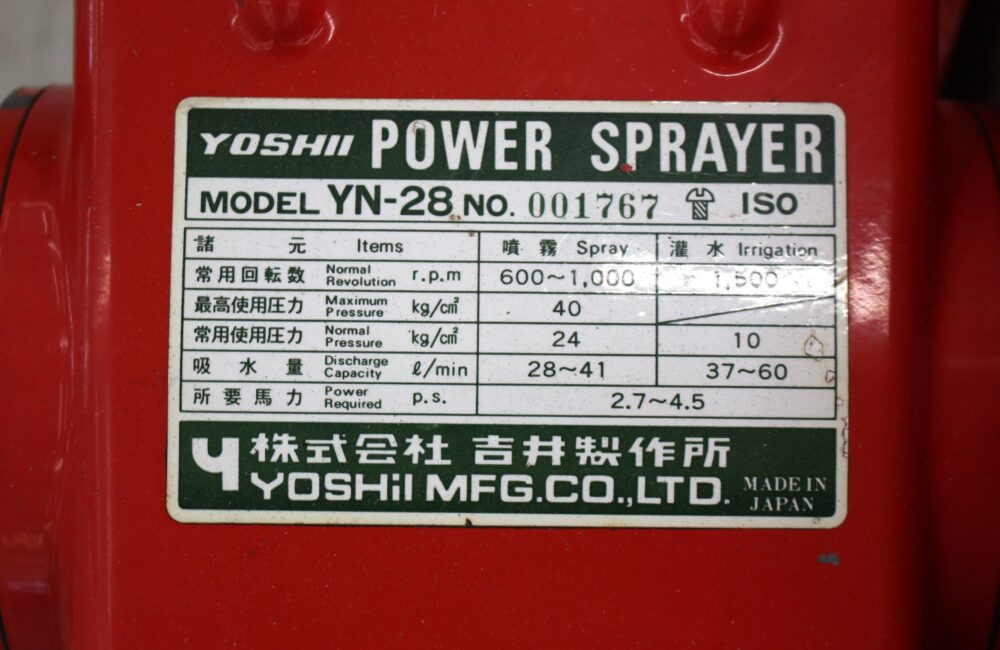 YOSHII POWER SPRAYER
MODEL YN-28 NO. 001767 ISO
諸元 Items 噴霧 Spray 灌水 Irrigation
常用回転数 Normal Revolution r.p.m 600~1,000 1,500
最高使用圧力 Maximum Pressure kg/cm² 40
常用使用圧力 Normal Pressure kg/cm² 24 10
吸水量 Discharge Capacity ℓ/min 28~41 37~60
所要馬力 Power Required p.s. 2.7~4.5
株式会社 吉井製作所
YOSHiI MFG.CO.,LTD. MADE IN JAPAN